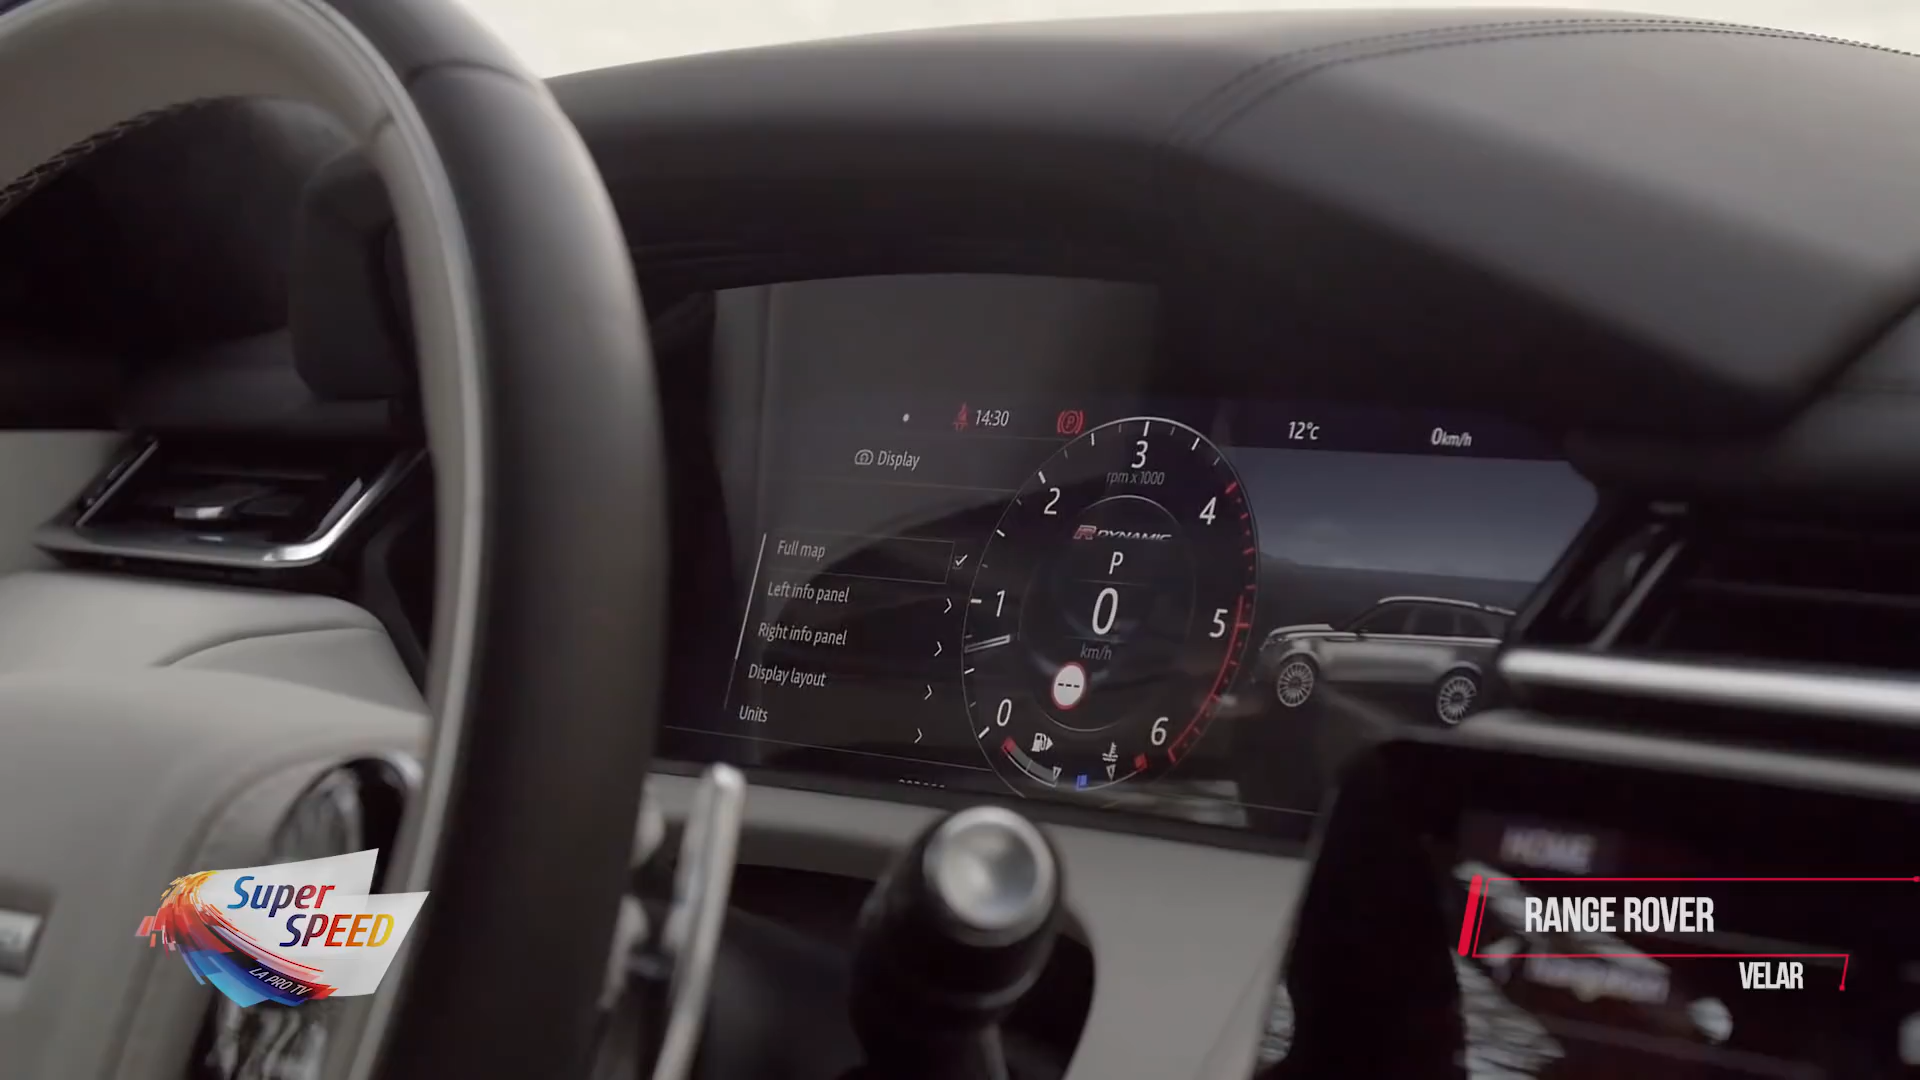 14:30
12°C
0km/h
Display
Full map
Left info panel
Right info panel
Display layout
Units
0
1
2
3
4
5
6
rpm x 1000
R DYNAMIC
P
0
km/h
---
HOME
Super
SPEED
LA PRO TV
RANGE ROVER
VELAR